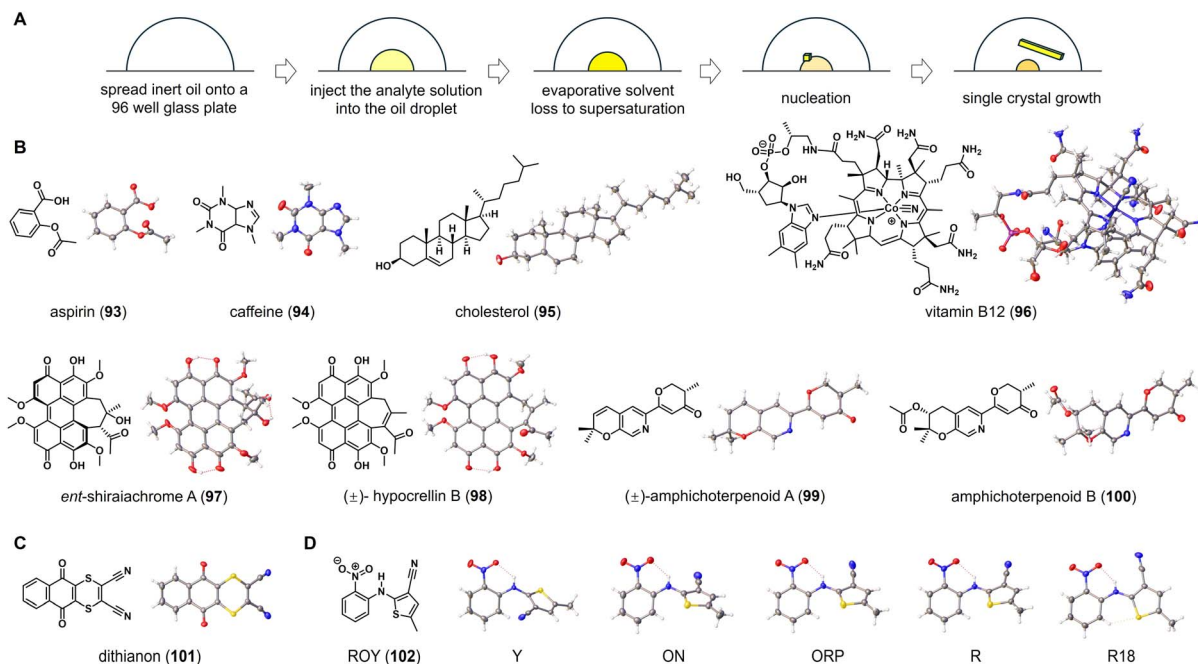 A
spread inert oil onto a
96 well glass plate
inject the analyte solution
into the oil droplet
evaporative solvent
loss to supersaturation
nucleation
single crystal growth
B
aspirin (93)
caffeine (94)
cholesterol (95)
vitamin B12 (96)
ent-shiraiachrome A (97)
(±)- hypocrellin B (98)
(±)-amphichoterpenoid A (99)
amphichoterpenoid B (100)
C
dithianon (101)
D
ROY (102)
Y
ON
ORP
R
R18